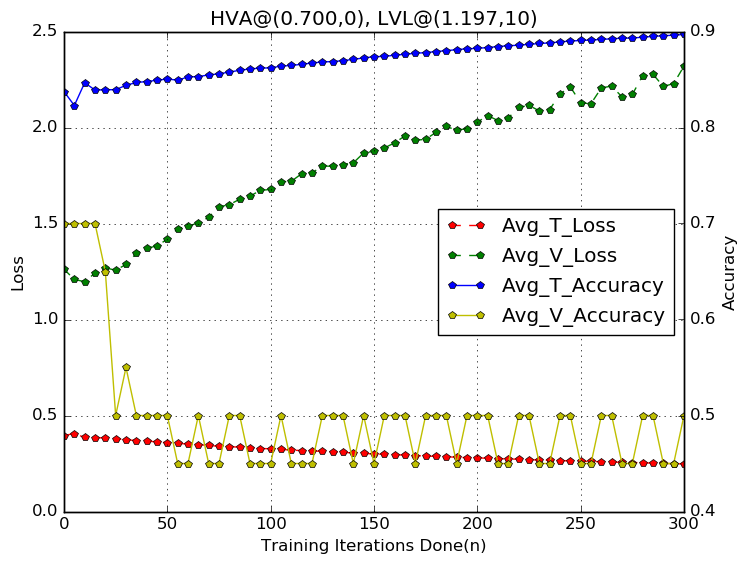 HVA@(0.700,0), LVL@(1.197,10)
2.5
2.0
1.5
1.0
0.5
0.0
Loss
0.9
0.8
0.7
0.6
0.5
0.4
Accuracy
Avg_T_Loss
Avg_V_Loss
Avg_T_Accuracy
Avg_V_Accuracy
0 50 100 150 200 250 300
Training Iterations Done(n)